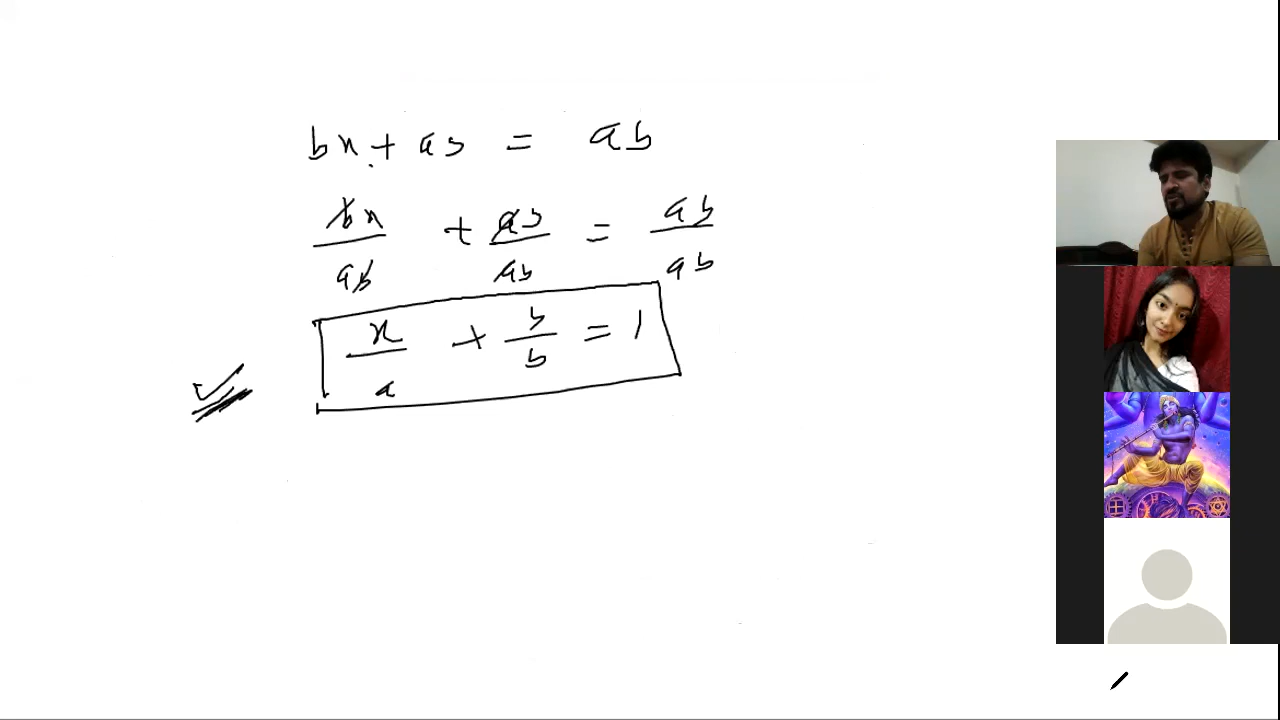 bx + ay = ab
bx/ab + ay/ab = ab/ab
x/a + y/b = 1